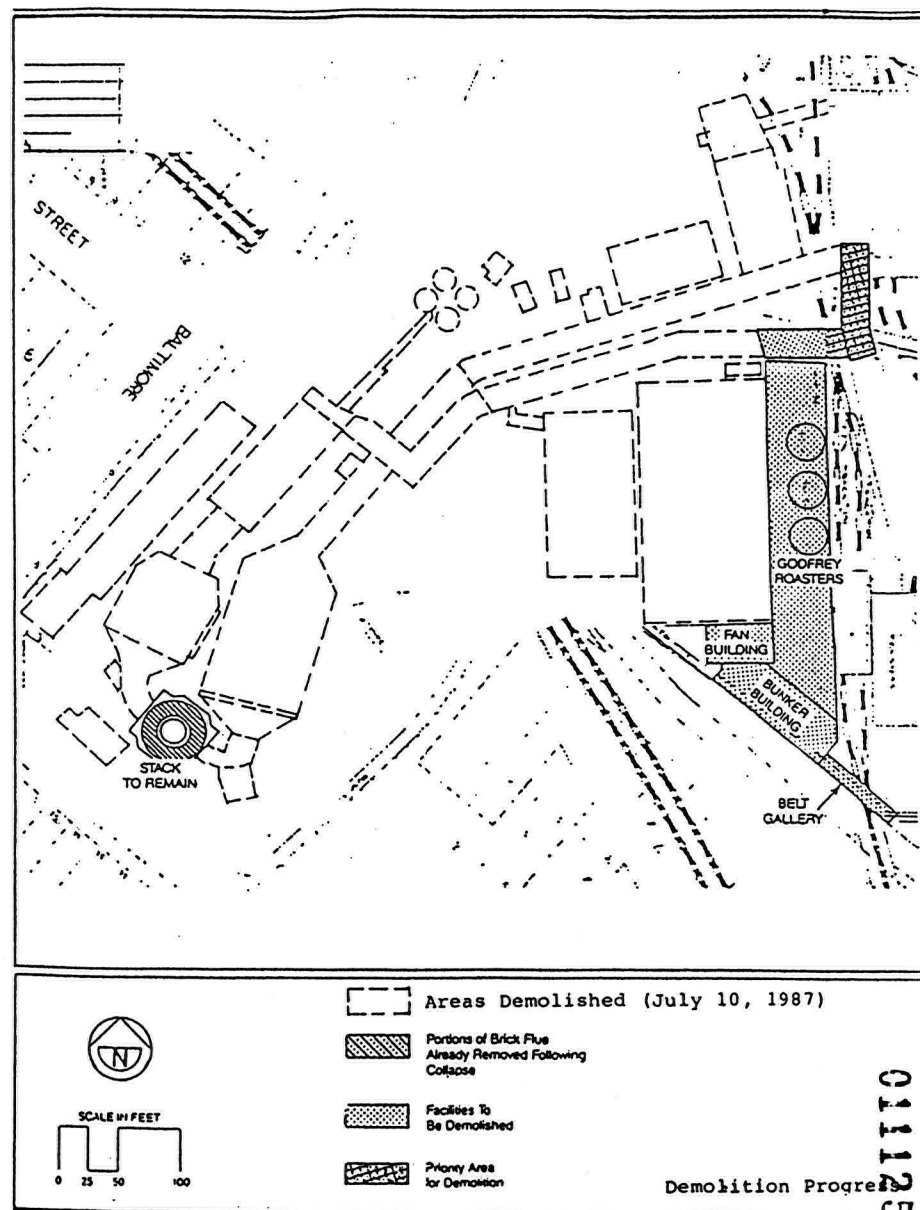 STREET
BALTIMORE
GODFREY
ROASTERS
FAN
BUILDING
BUNKER
BUILDING
STACK
TO REMAIN
BELT
GALLERY
N
SCALE IN FEET
0 25 50 100
Areas Demolished (July 10, 1987)
Portions of Brick Flue
Already Removed Following
Collapse
Facilities To
Be Demolished
Priority Area
for Demolition
Demolition Progress